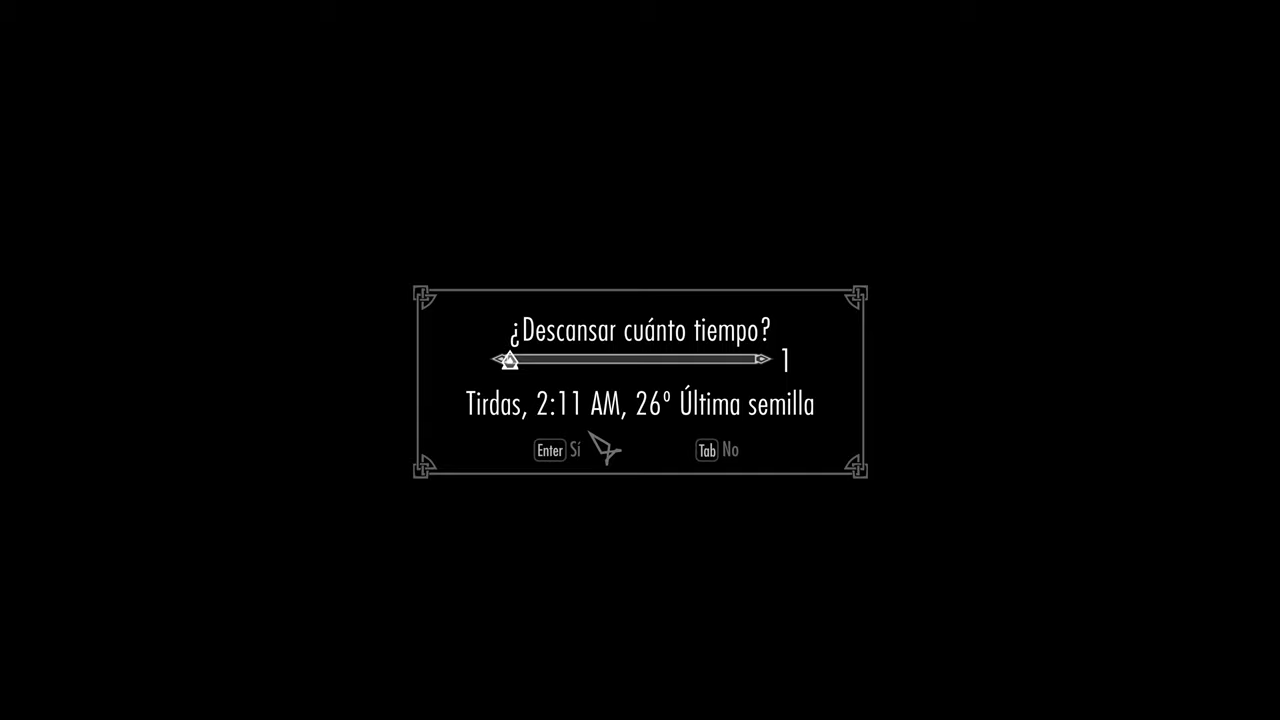 ¿Descansar cuánto tiempo?
1
Tirdas, 2:11 AM, 26º Última semilla
Enter Sí Tab No